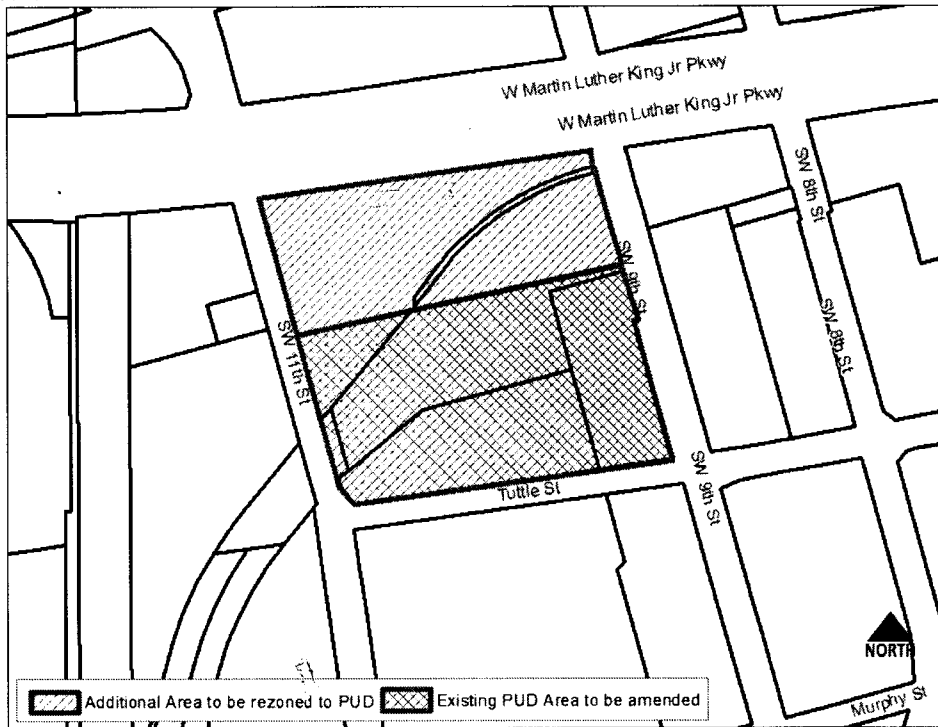 W Martin Luther King Jr Pkwy
W Martin Luther King Jr Pkwy
SW 8th St
SW 9th St
SW 11th St
SW 8th St
Tuttle St
SW 9th St
NORTH
Murphy St
Additional Area to be rezoned to PUD
Existing PUD Area to be amended